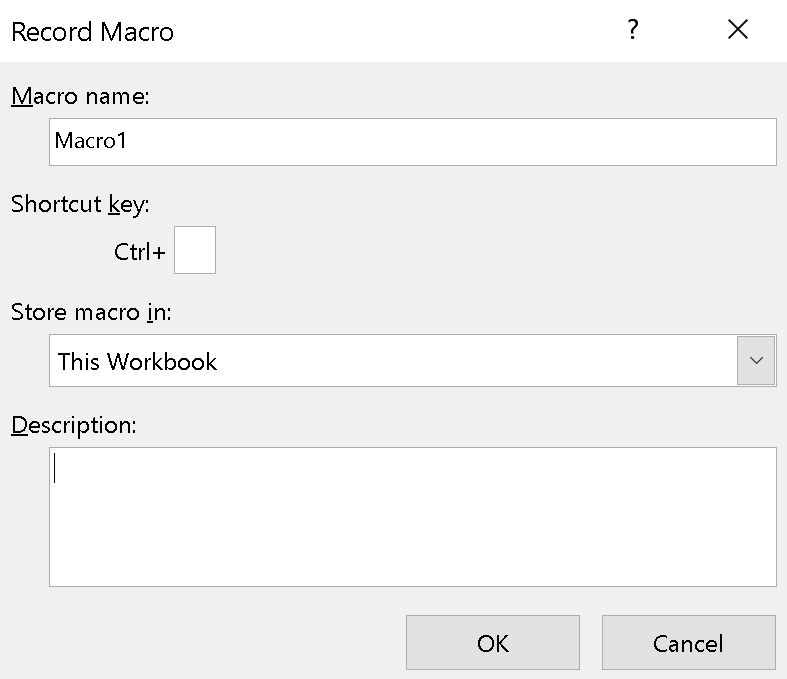 Record Macro ?
Macro name:
Macro1
Shortcut key:
Ctrl+
Store macro in:
This Workbook
Description:
OK Cancel